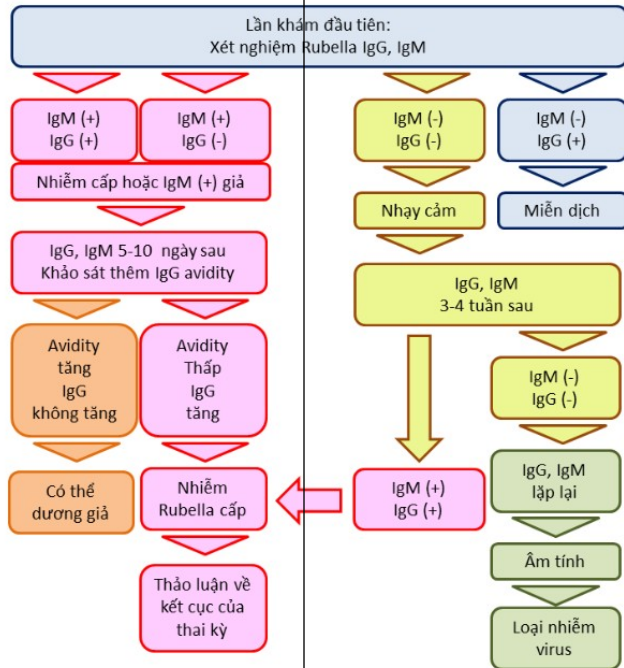 Lần khám đầu tiên:
Xét nghiệm Rubella IgG, IgM
IgM (+)
IgG (+)
IgM (+)
IgG (-)
IgM (-)
IgG (-)
IgM (-)
IgG (+)
Nhiễm cấp hoặc IgM (+) giả
Nhạy cảm
Miễn dịch
IgG, IgM 5-10 ngày sau
Khảo sát thêm IgG avidity
IgG, IgM
3-4 tuần sau
Avidity
tăng
IgG
không tăng
Avidity
Thấp
IgG
tăng
IgM (-)
IgG (-)
Có thể
dương giả
Nhiễm
Rubella cấp
IgM (+)
IgG (+)
IgG, IgM
lặp lại
Thảo luận về
kết cục của
thai kỳ
Âm tính
Loại nhiễm
virus